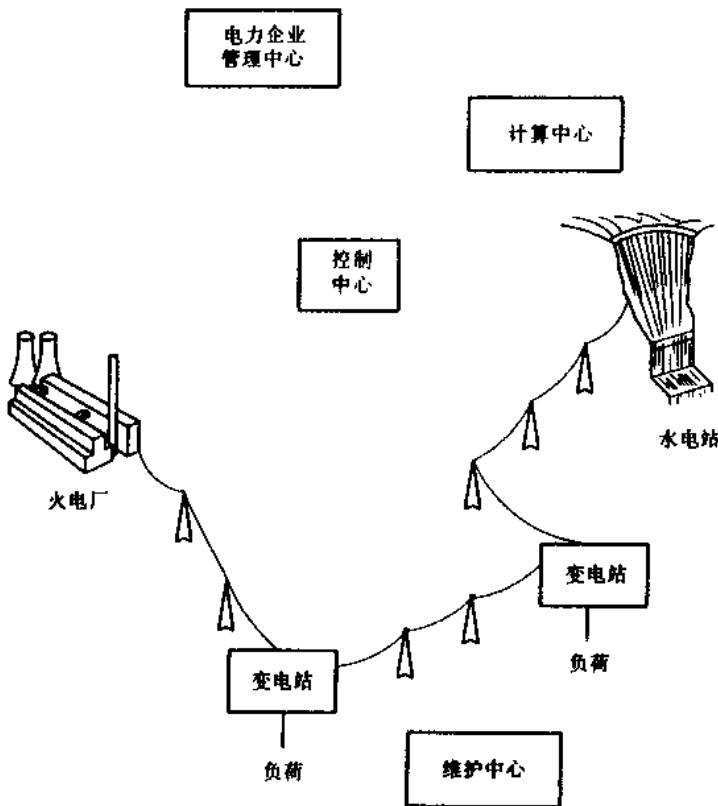 电力企业
管理中心
计算中心
控制
中心
水电站
火电厂
变电站
负荷
变电站
负荷
维护中心